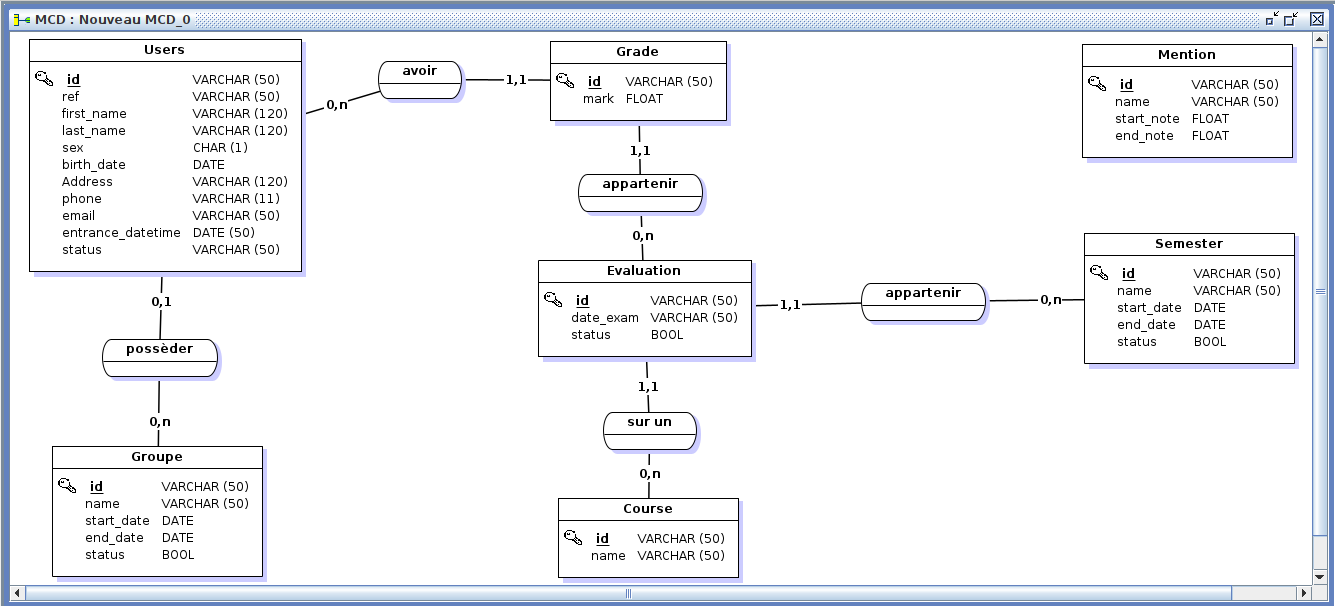 MCD : Nouveau MCD_0
Users
id VARCHAR (50)
ref VARCHAR (50)
first_name VARCHAR (120)
last_name VARCHAR (120)
sex CHAR (1)
birth_date DATE
Address VARCHAR (120)
phone VARCHAR (11)
email VARCHAR (50)
entrance_datetime DATE (50)
status VARCHAR (50)
0,n
avoir
1,1
Grade
id VARCHAR (50)
mark FLOAT
Mention
id VARCHAR (50)
name VARCHAR (50)
start_note FLOAT
end_note FLOAT
1,1
appartenir
0,n
Evaluation
id VARCHAR (50)
date_exam VARCHAR (50)
status BOOL
1,1
appartenir
0,n
Semester
id VARCHAR (50)
name VARCHAR (50)
start_date DATE
end_date DATE
status BOOL
0,1
possèder
0,n
Groupe
id VARCHAR (50)
name VARCHAR (50)
start_date DATE
end_date DATE
status BOOL
1,1
sur un
0,n
Course
id VARCHAR (50)
name VARCHAR (50)